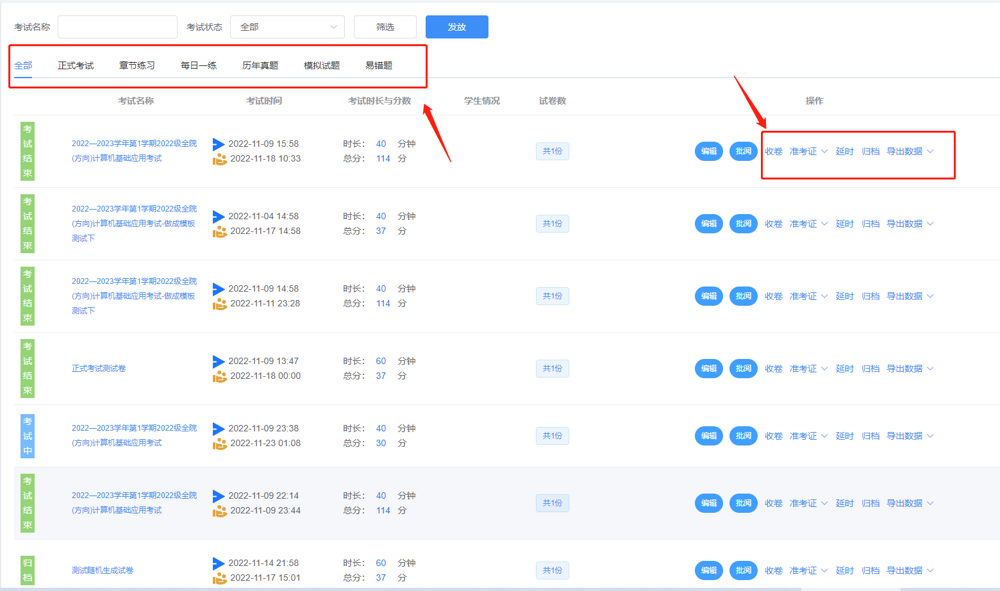 考试名称 考试状态 全部 筛选 发放
全部 正式考试 章节练习 每日一练 历年真题 模拟试题 易错题
考试名称 考试时间 考试时长与分数 学生情况 试卷数 操作
考试结束
2022—2023学年第1学期2022级全院
(方向)计算机基础应用考试
2022-11-09 15:58
2022-11-18 10:33
时长： 40 分钟
总分： 114 分
共1份
编辑 批阅 收卷 准考证 延时 归档 导出数据
考试结束
2022—2023学年第1学期2022级全院
(方向)计算机基础应用考试-做成模板
测试下
2022-11-04 14:58
2022-11-17 14:58
时长： 40 分钟
总分： 37 分
共1份
编辑 批阅 收卷 准考证 延时 归档 导出数据
考试结束
2022—2023学年第1学期2022级全院
(方向)计算机基础应用考试-做成模板
测试下
2022-11-09 14:58
2022-11-11 23:28
时长： 40 分钟
总分： 114 分
共1份
编辑 批阅 收卷 准考证 延时 归档 导出数据
考试结束
正式考试测试卷
2022-11-09 13:47
2022-11-18 00:00
时长： 60 分钟
总分： 37 分
共1份
编辑 批阅 收卷 准考证 延时 归档 导出数据
考试中
2022—2023学年第1学期2022级全院
(方向)计算机基础应用考试
2022-11-09 23:38
2022-11-23 01:08
时长： 40 分钟
总分： 30 分
共1份
编辑 批阅 收卷 准考证 延时 归档 导出数据
考试结束
2022—2023学年第1学期2022级全院
(方向)计算机基础应用考试
2022-11-09 22:14
2022-11-09 23:44
时长： 40 分钟
总分： 114 分
共1份
编辑 批阅 收卷 准考证 延时 归档 导出数据
归档
测试随机生成试卷
2022-11-14 21:58
2022-11-17 15:01
时长： 60 分钟
总分： 37 分
共1份
编辑 批阅 收卷 准考证 延时 归档 导出数据